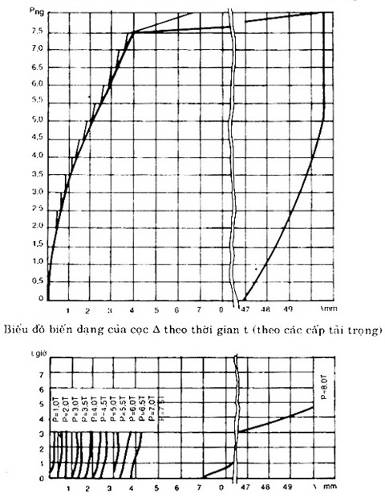 Png
7,5
7,0
6,5
6,0
5,5
5,0
4,5
4,0
3,5
3,0
2,5
2,0
1,5
1,0
0,5
0
1 2 3 4 5 6 7 0 47 48 49 mm
Biểu đồ biến dạng của cọc Δ theo thời gian t (theo các cấp tải trọng)
t,giờ
7
6
5
4
3
2
1
0
P=1.0T
P=2.0T
P=3.0T
P=3.5T
P=4.0T
P=4.5T
P=5.0T
P=5.5T
P=6.0T
P=6.5T
P=7.0T
P=7.5T
P=8.0T
1 2 3 4 5 6 7 0 47 48 49 mm